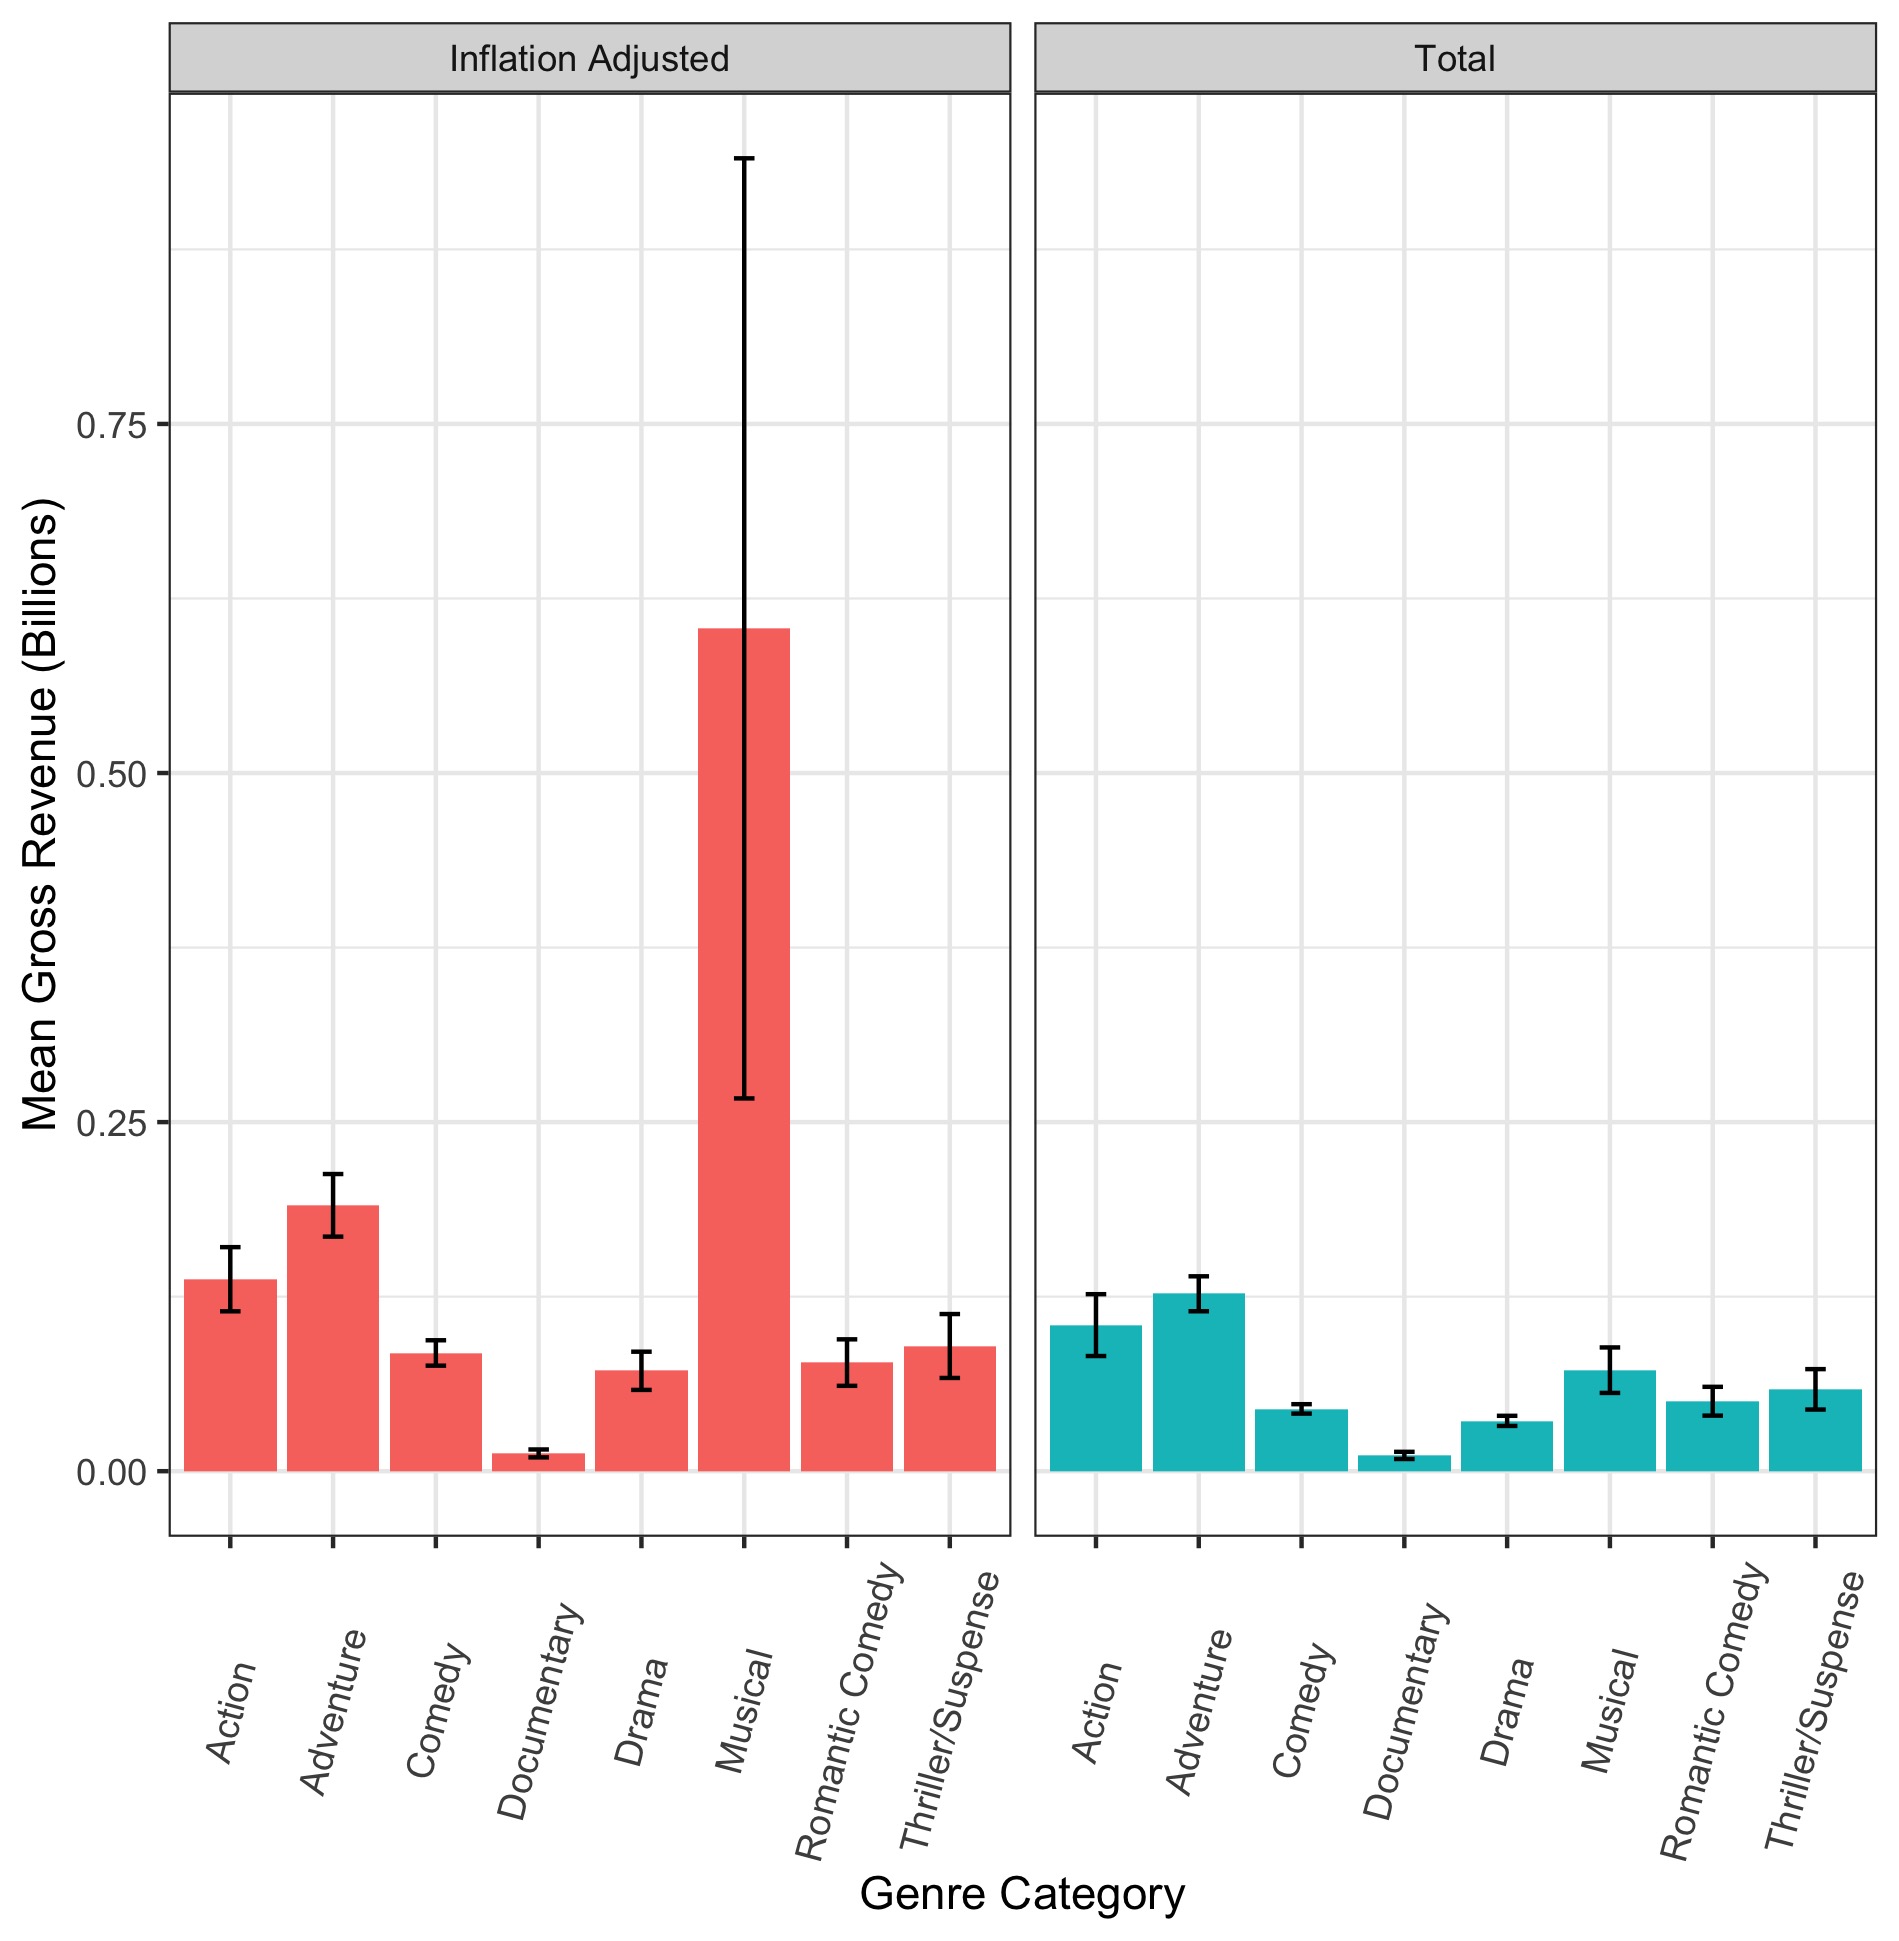 Inflation Adjusted
Total
Mean Gross Revenue (Billions)
0.75
0.50
0.25
0.00
Action
Adventure
Comedy
Documentary
Drama
Musical
Romantic Comedy
Thriller/Suspense
Action
Adventure
Comedy
Documentary
Drama
Musical
Romantic Comedy
Thriller/Suspense
Genre Category